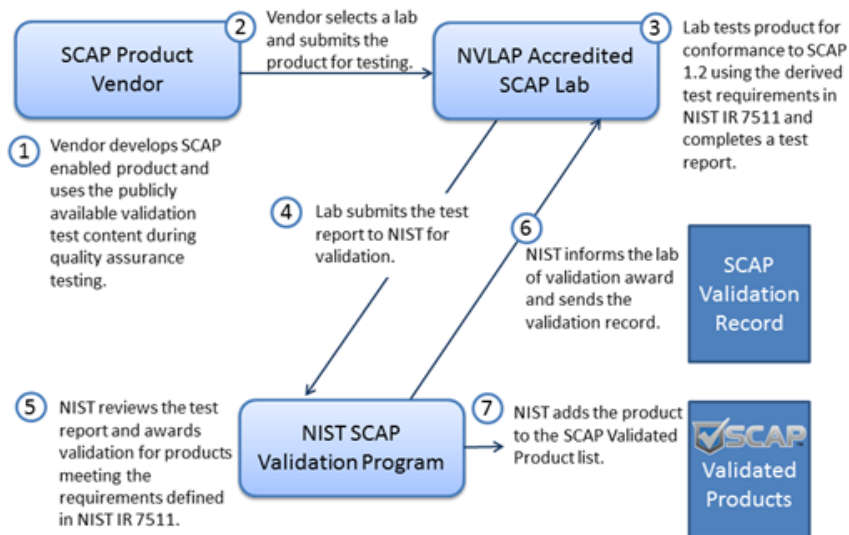 SCAP Product
Vendor
2
Vendor selects a lab
and submits the
product for testing.
NVLAP Accredited
SCAP Lab
3
Lab tests product for
conformance to SCAP
1.2 using the derived
test requirements in
NIST IR 7511 and
completes a test
report.
1
Vendor develops SCAP
enabled product and
uses the publicly
available validation
test content during
quality assurance
testing.
4
Lab submits the test
report to NIST for
validation.
6
NIST informs the lab
of validation award
and sends the
validation record.
SCAP
Validation
Record
5
NIST reviews the test
report and awards
validation for products
meeting the
requirements defined
in NIST IR 7511.
NIST SCAP
Validation Program
7
NIST adds the product
to the SCAP Validated
Product list.
SCAP™
Validated
Products